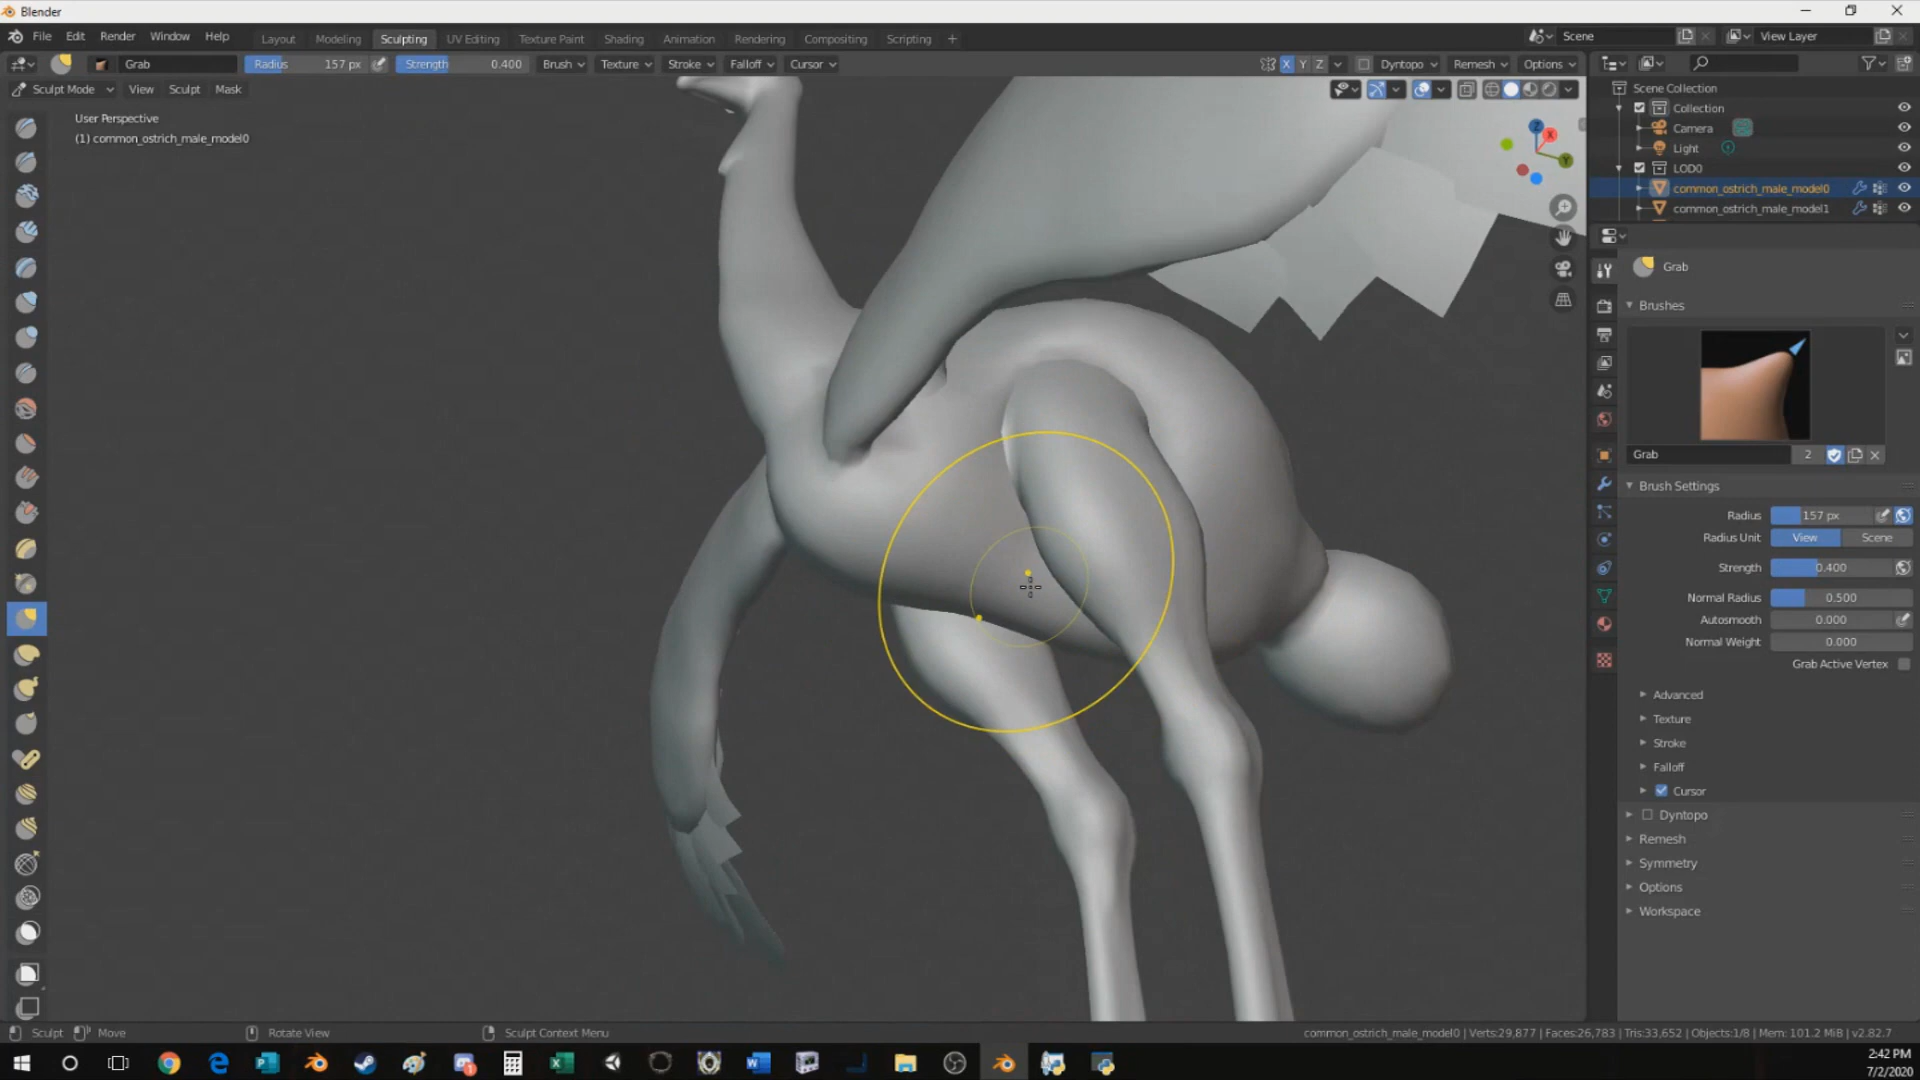 Blender
File Edit Render Window Help
Layout Modeling Sculpting UV Editing Texture Paint Shading Animation Rendering Compositing Scripting +
Scene View Layer
Grab Radius 157 px Strength 0.400 Brush Texture Stroke Falloff Cursor
X Y Z Dyntopo Remesh Options
Sculpt Mode View Sculpt Mask
User Perspective
(1) common_ostrich_male_model0
Z X Y
Scene Collection
Collection
Camera
Light
LOD0
common_ostrich_male_model0
common_ostrich_male_model1
Grab
Brushes
Grab 2
Brush Settings
Radius 157 px
Radius Unit View Scene
Strength 0.400
Normal Radius 0.500
Autosmooth 0.000
Normal Weight 0.000
Grab Active Vertex
Advanced
Texture
Stroke
Falloff
Cursor
Dyntopo
Remesh
Symmetry
Options
Workspace
Sculpt Move Rotate View Sculpt Context Menu
common_ostrich_male_model0 | Verts:29,877 | Faces:26,783 | Tris:33,652 | Objects:1/8 | Mem: 101.2 MiB | v2.82.7
2:42 PM
7/2/2020